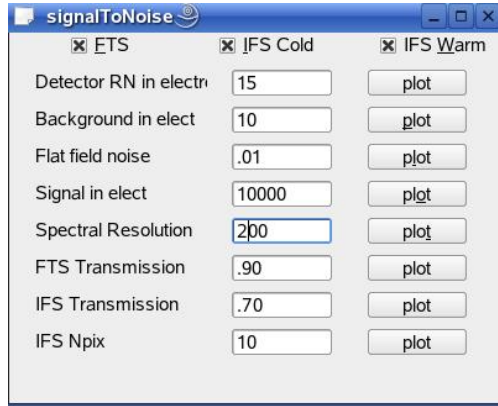 signalToNoise
FTS IFS Cold IFS Warm
Detector RN in electr 15 plot
Background in elect 10 plot
Flat field noise .01 plot
Signal in elect 10000 plot
Spectral Resolution 200 plot
FTS Transmission .90 plot
IFS Transmission .70 plot
IFS Npix 10 plot